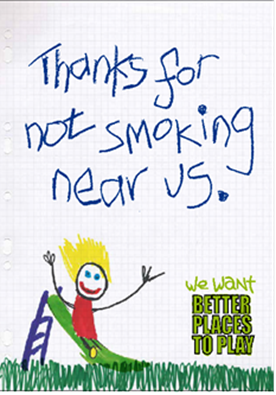 Thanks for
not smoking
near us.
we want
BETTER
PLACES
TO PLAY